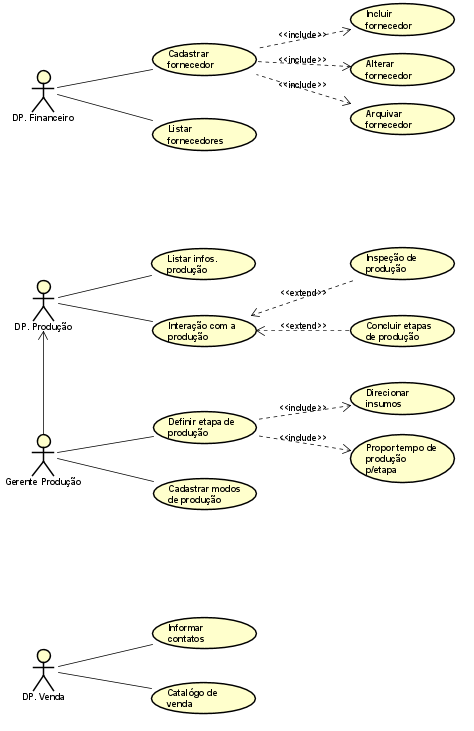 Incluir
fornecedor
<<include>>
Cadastrar
fornecedor
<<include>>
Alterar
fornecedor
<<include>>
DP. Financeiro
Arquivar
fornecedor
Listar
fornecedores
Listar infos.
produção
Inspeção de
produção
<<extend>>
DP. Produção
Interação com a
produção
<<extend>>
Concluir etapas
de produção
Direcionar
insumos
<<include>>
Definir etapa de
produção
<<include>>
Propor tempo de
produção
p/etapa
Gerente Produção
Cadastrar modos
de produção
Informar
contatos
DP. Venda
Catalógo de
venda